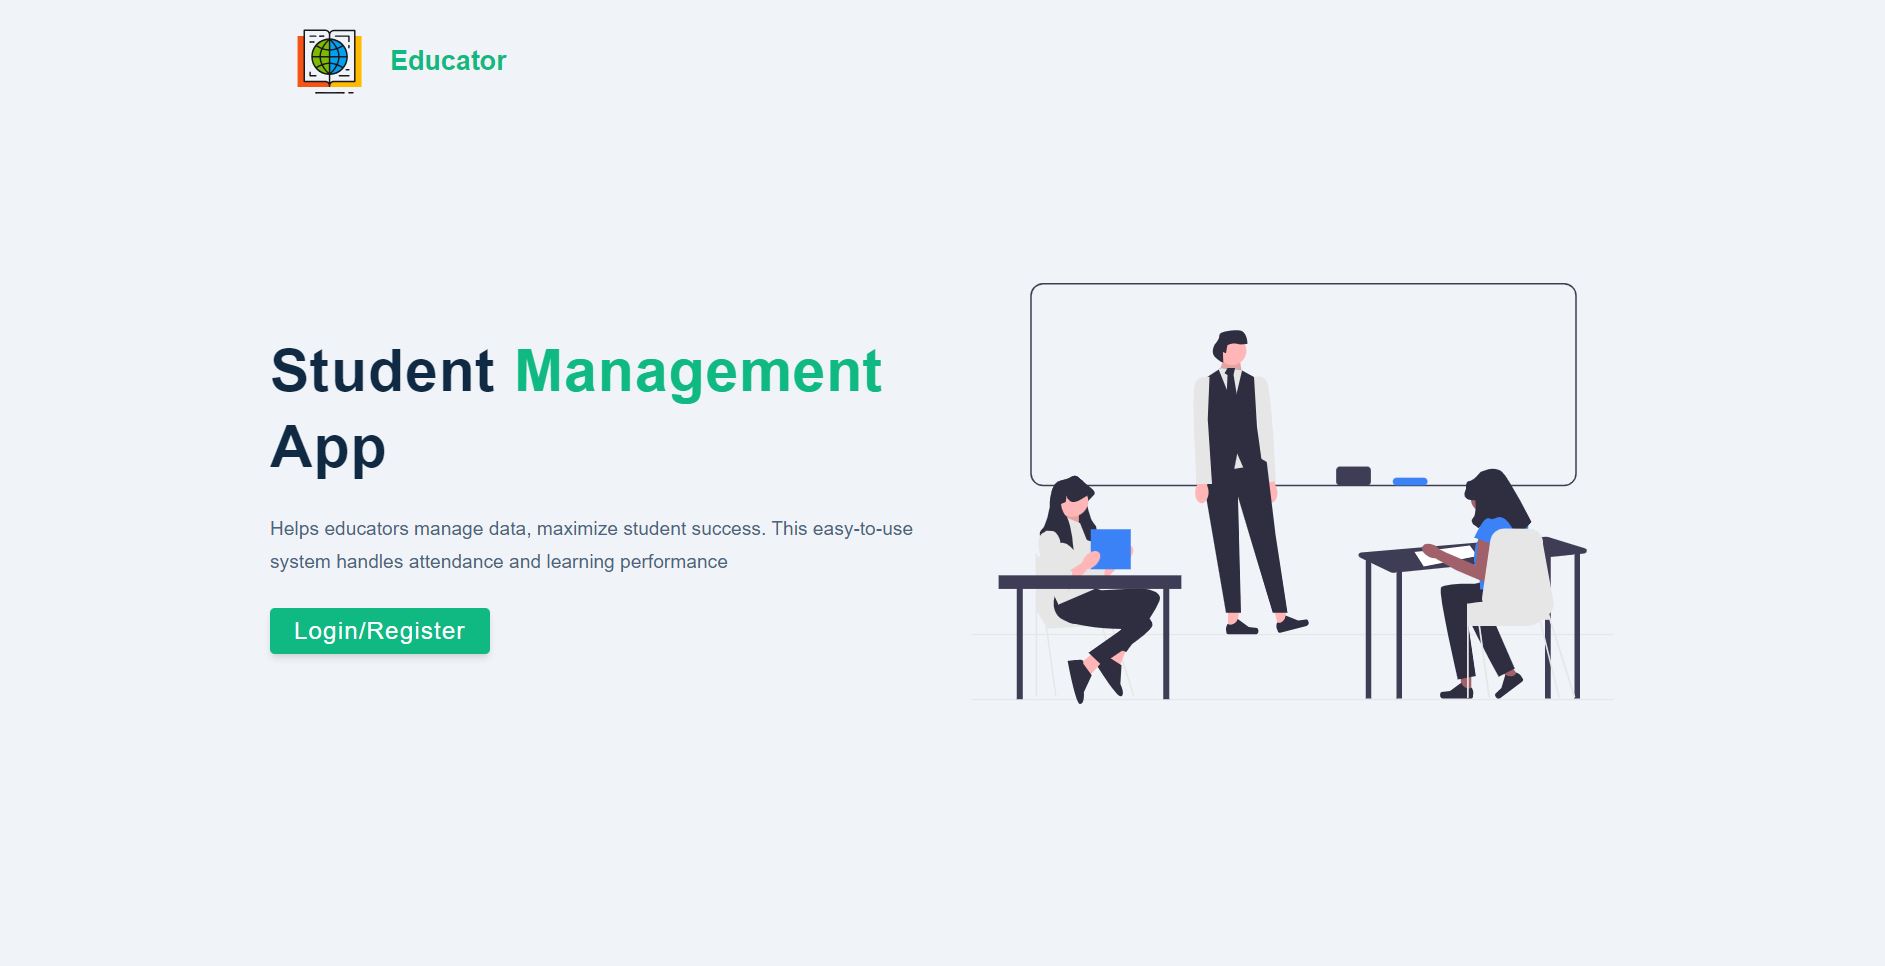 Educator
Student Management
App
Helps educators manage data, maximize student success. This easy-to-use
system handles attendance and learning performance
Login/Register